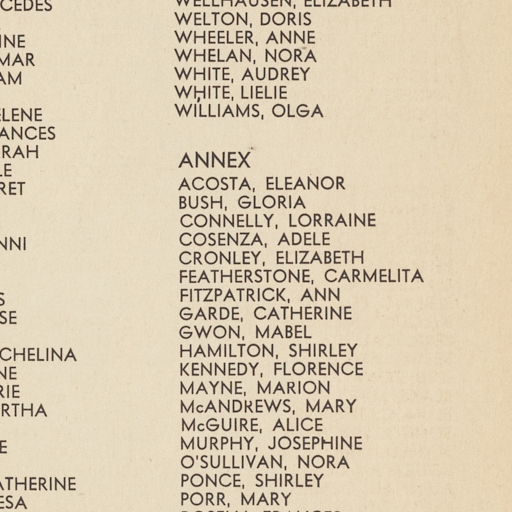 CEDES
INE
MAR
AM
ELENE
ANCES
RAH
LE
RET
NNI
S
SE
CHELINA
NE
RIE
RTHA
E
ATHERINE
ESA
WELLHAUSEN, ELIZABETH
WELTON, DORIS
WHEELER, ANNE
WHELAN, NORA
WHITE, AUDREY
WHITE, LIELIE
WILLIAMS, OLGA
ANNEX
ACOSTA, ELEANOR
BUSH, GLORIA
CONNELLY, LORRAINE
COSENZA, ADELE
CRONLEY, ELIZABETH
FEATHERSTONE, CARMELITA
FITZPATRICK, ANN
GARDE, CATHERINE
GWON, MABEL
HAMILTON, SHIRLEY
KENNEDY, FLORENCE
MAYNE, MARION
McANDREWS, MARY
McGUIRE, ALICE
MURPHY, JOSEPHINE
O'SULLIVAN, NORA
PONCE, SHIRLEY
PORR, MARY